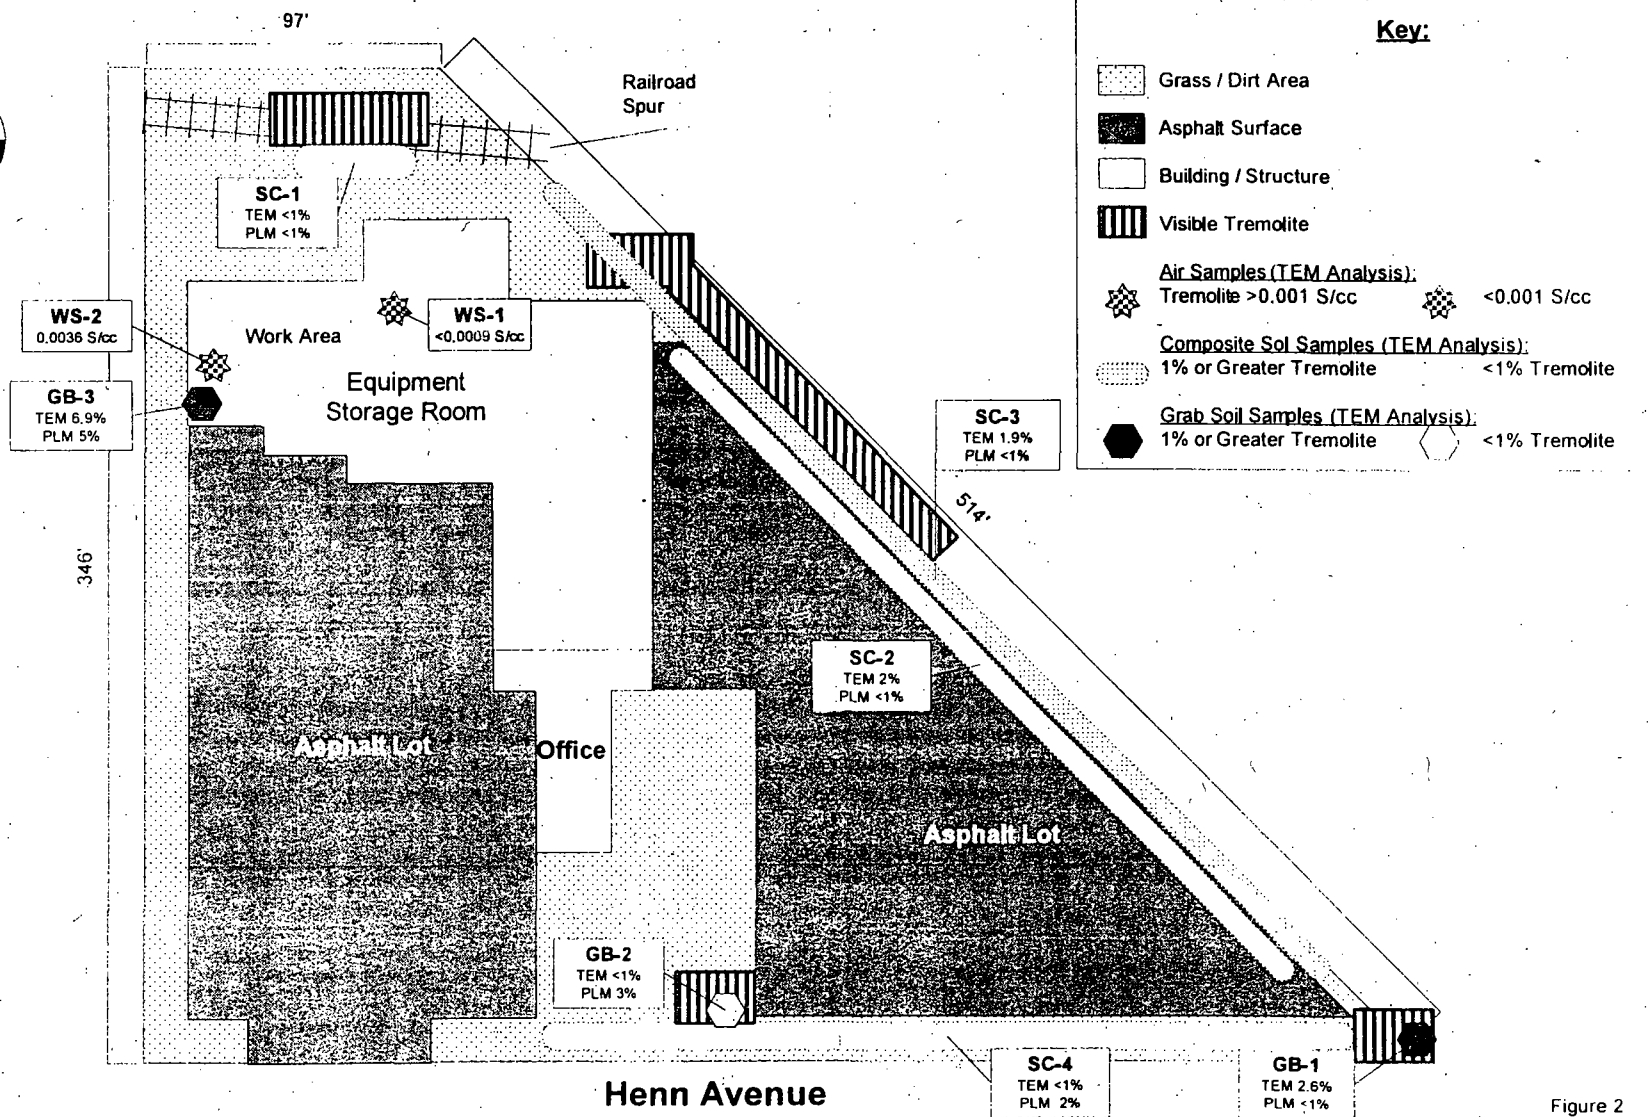 97'
Railroad
Spur
SC-1
TEM <1%
PLM <1%
WS-2
0.0036 S/cc
WS-1
<0.0009 S/cc
Work Area
Equipment
Storage Room
GB-3
TEM 6.9%
PLM 5%
SC-3
TEM 1.9%
PLM <1%
514'
346'
SC-2
TEM 2%
PLM <1%
Asphalt Lot
Office
Asphalt Lot
GB-2
TEM <1%
PLM 3%
SC-4
TEM <1%
PLM 2%
GB-1
TEM 2.6%
PLM <1%
Henn Avenue
Figure 2
Key:
Grass / Dirt Area
Asphalt Surface
Building / Structure
Visible Tremolite
Air Samples (TEM Analysis):
Tremolite >0.001 S/cc <0.001 S/cc
Composite Sol Samples (TEM Analysis):
1% or Greater Tremolite <1% Tremolite
Grab Soil Samples (TEM Analysis):
1% or Greater Tremolite <1% Tremolite